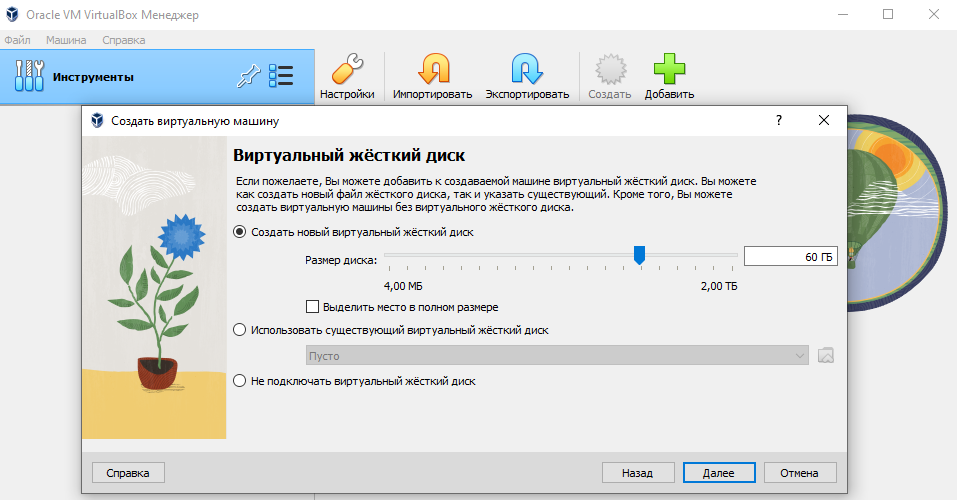 Oracle VM VirtualBox Менеджер
Файл Машина Справка
Инструменты
Настройки Импортировать Экспортировать Создать Добавить
Создать виртуальную машину
?
Виртуальный жёсткий диск
Если пожелаете, Вы можете добавить к создаваемой машине виртуальный жёсткий диск. Вы можете
как создать новый файл жёсткого диска, так и указать существующий. Кроме того, Вы можете
создать виртуальную машины без виртуального жёсткого диска.
Создать новый виртуальный жёсткий диск
Размер диска: 60 ГБ
4,00 МБ 2,00 ТБ
Выделить место в полном размере
Использовать существующий виртуальный жёсткий диск
Пусто
Не подключать виртуальный жёсткий диск
Справка Назад Далее Отмена